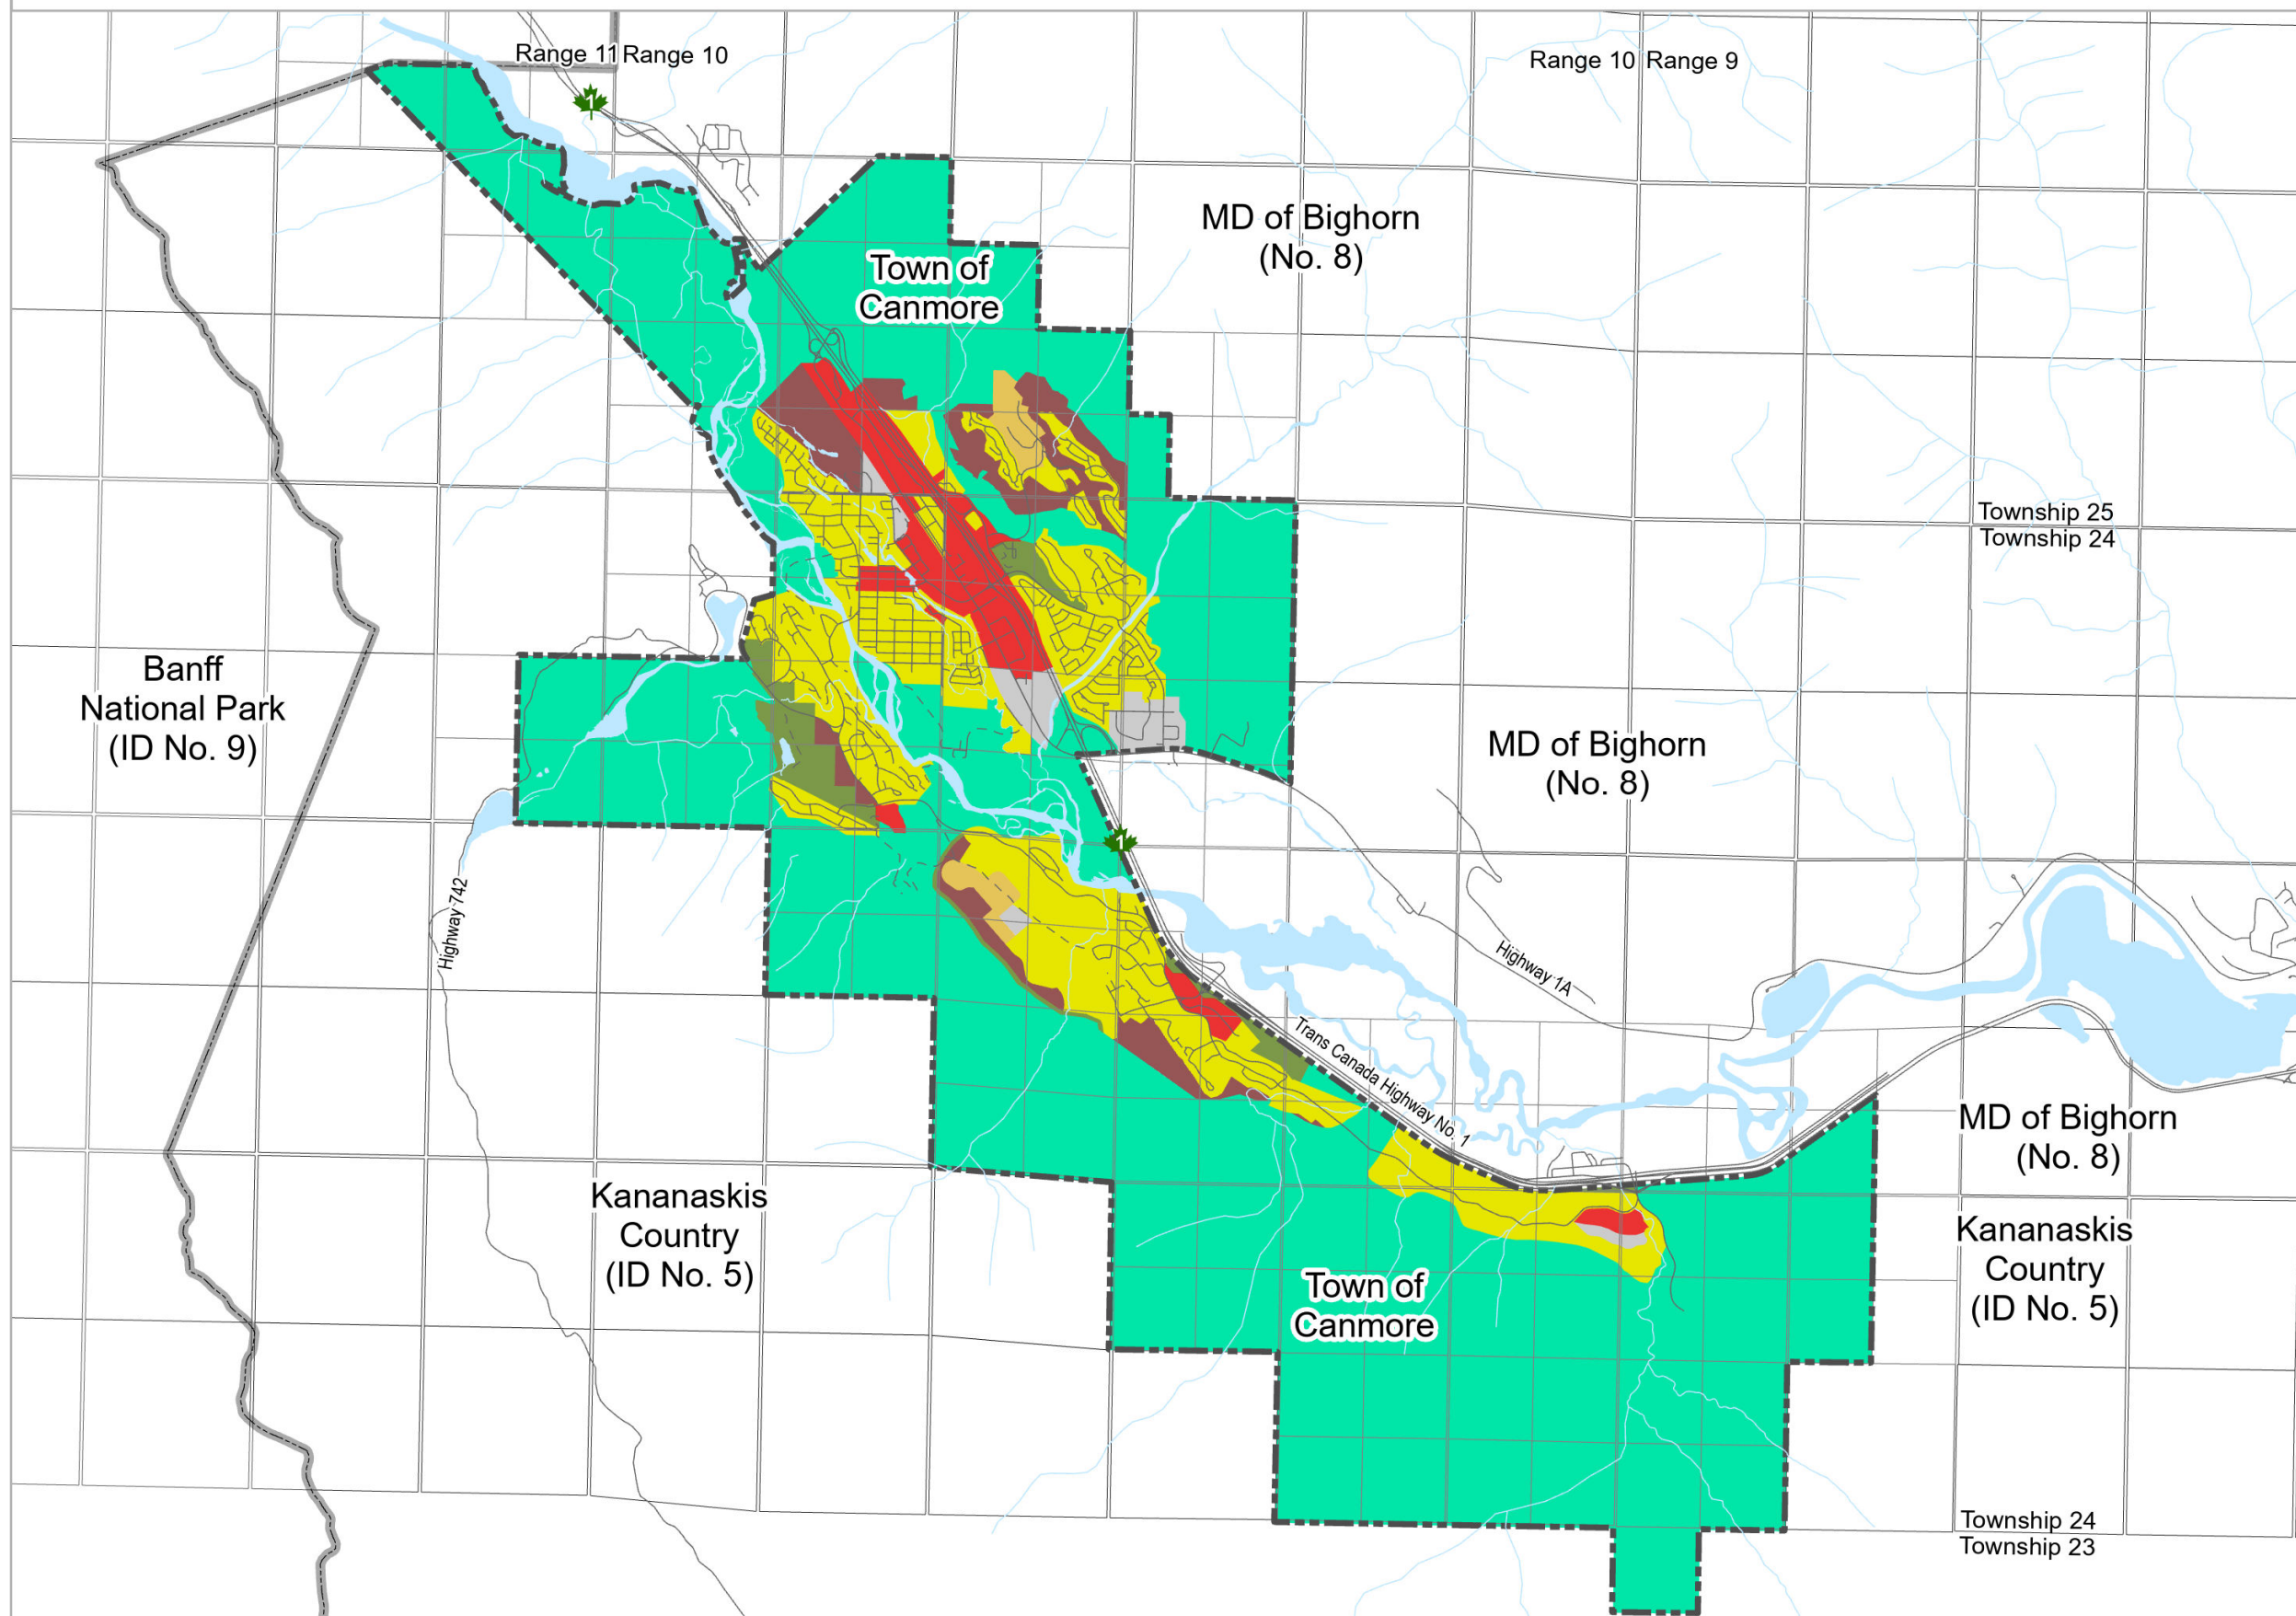 Range 11 Range 10
Range 10 Range 9
1
MD of Bighorn
(No. 8)
Town of
Canmore
Township 25
Township 24
Banff
National Park
(ID No. 9)
MD of Bighorn
(No. 8)
1
Highway 742
Highway 1A
Trans Canada Highway No. 1
MD of Bighorn
(No. 8)
Kananaskis
Country
(ID No. 5)
Kananaskis
Country
(ID No. 5)
Town of
Canmore
Township 24
Township 23